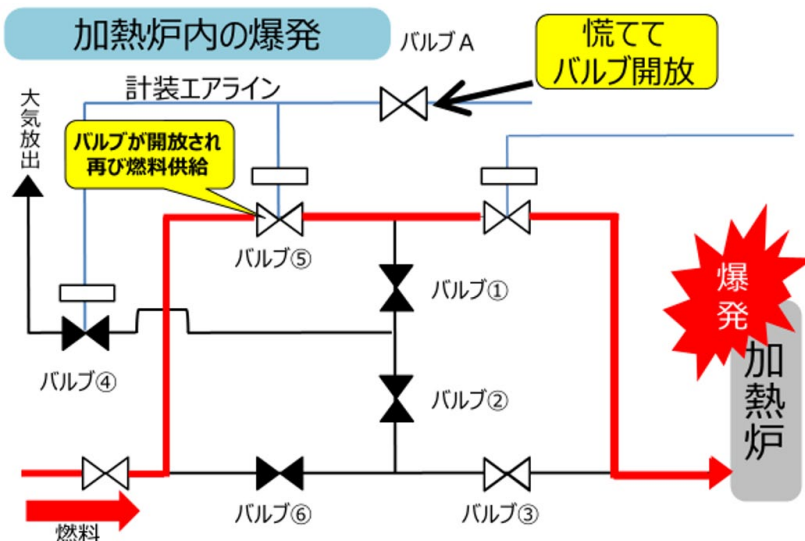 加熱炉内の爆発
バルブA
慌てて
バルブ開放
計装エアライン
大気放出
バルブが開放され
再び燃料供給
バルブ⑤
バルブ①
爆発
バルブ④
加熱炉
バルブ②
バルブ⑥
バルブ③
燃料